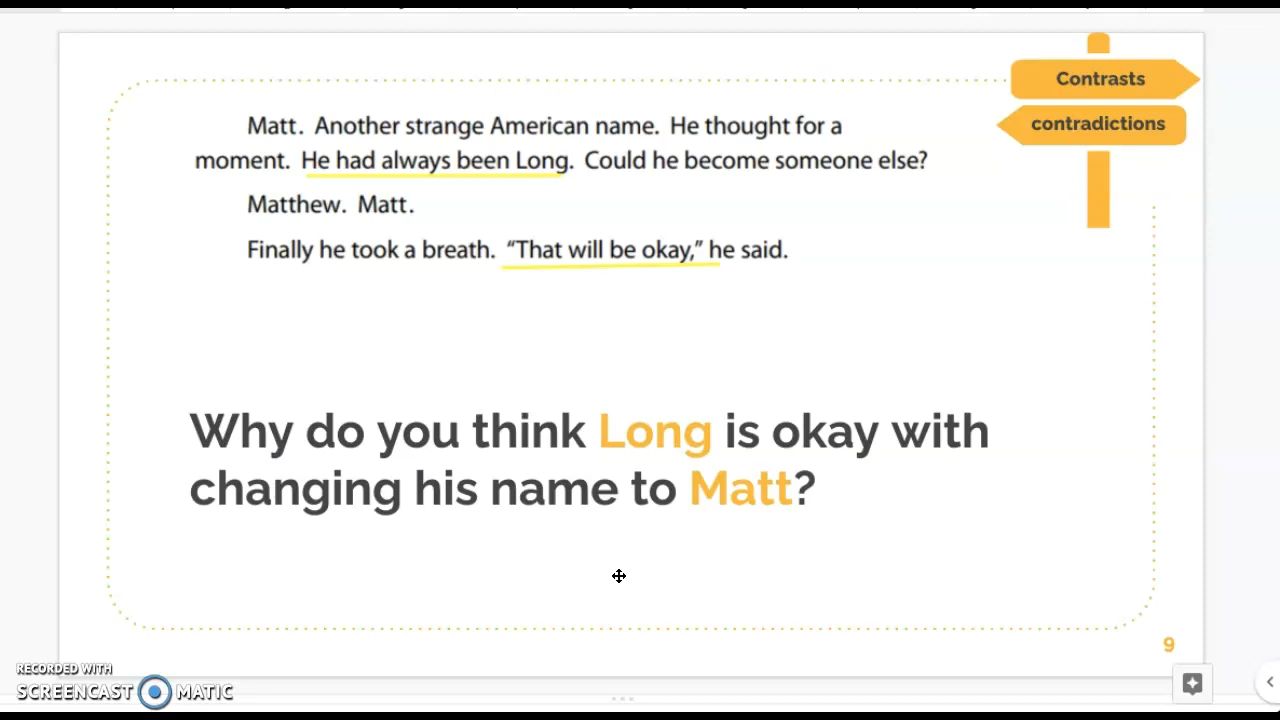 Contrasts
contradictions
Matt. Another strange American name. He thought for a
moment. He had always been Long. Could he become someone else?
Matthew. Matt.
Finally he took a breath. “That will be okay,” he said.
Why do you think Long is okay with
changing his name to Matt?
9
RECORDED WITH
SCREENCAST MATIC